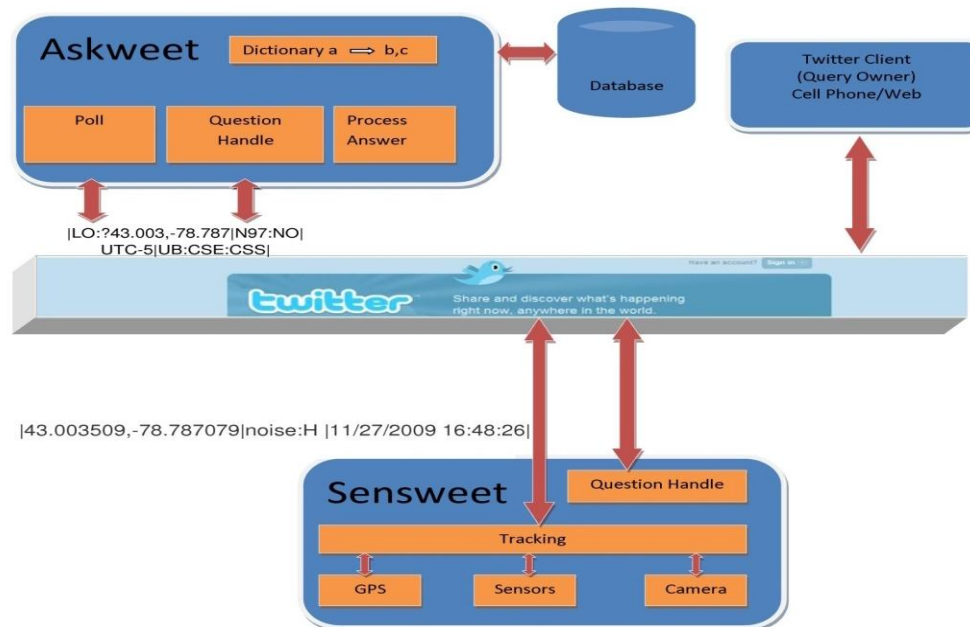 Askweet
Dictionary a ⇨ b,c
Poll
Question
Handle
Process
Answer
Database
Twitter Client
(Query Owner)
Cell Phone/Web
|LO:?43.003,-78.787|N97:NO|
UTC-5|UB:CSE:CSS|
Have an account? Sign in
twitter
Share and discover what's happening
right now, anywhere in the world.
|43.003509,-78.787079|noise:H |11/27/2009 16:48:26|
Sensweet
Question Handle
Tracking
GPS
Sensors
Camera